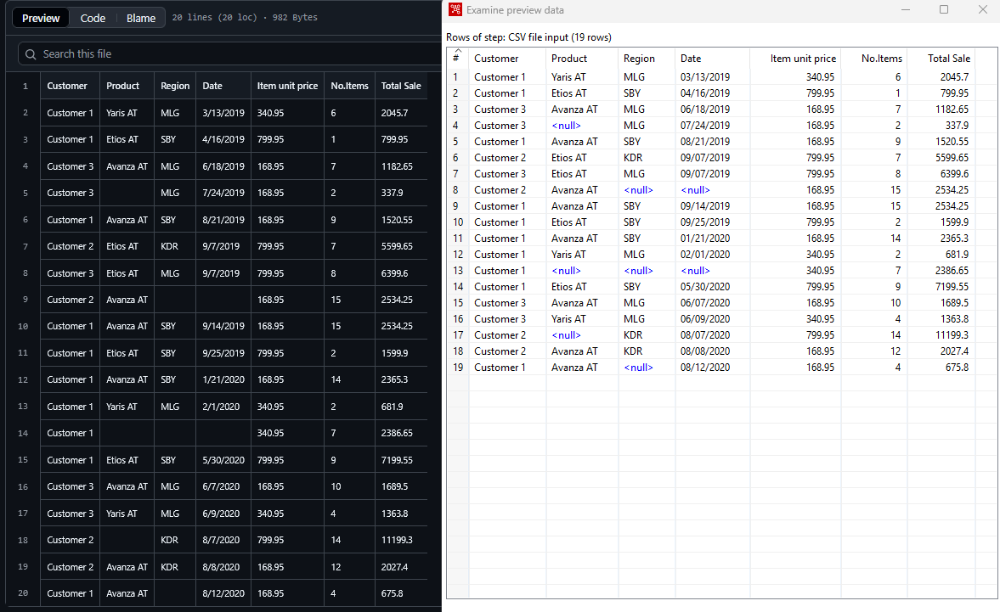 Preview Code Blame 20 lines (20 loc) · 982 Bytes
Search this file
1 Customer Product Region Date Item unit price No.Items Total Sale
2 Customer 1 Yaris AT MLG 3/13/2019 340.95 6 2045.7
3 Customer 1 Etios AT SBY 4/16/2019 799.95 1 799.95
4 Customer 3 Avanza AT MLG 6/18/2019 168.95 7 1182.65
5 Customer 3 MLG 7/24/2019 168.95 2 337.9
6 Customer 1 Avanza AT SBY 8/21/2019 168.95 9 1520.55
7 Customer 2 Etios AT KDR 9/7/2019 799.95 7 5599.65
8 Customer 3 Etios AT MLG 9/7/2019 799.95 8 6399.6
9 Customer 2 Avanza AT 168.95 15 2534.25
10 Customer 1 Avanza AT SBY 9/14/2019 168.95 15 2534.25
11 Customer 1 Etios AT SBY 9/25/2019 799.95 2 1599.9
12 Customer 1 Avanza AT SBY 1/21/2020 168.95 14 2365.3
13 Customer 1 Yaris AT MLG 2/1/2020 340.95 2 681.9
14 Customer 1 340.95 7 2386.65
15 Customer 1 Etios AT SBY 5/30/2020 799.95 9 7199.55
16 Customer 3 Avanza AT MLG 6/7/2020 168.95 10 1689.5
17 Customer 3 Yaris AT MLG 6/9/2020 340.95 4 1363.8
18 Customer 2 KDR 8/7/2020 799.95 14 11199.3
19 Customer 2 Avanza AT KDR 8/8/2020 168.95 12 2027.4
20 Customer 1 Avanza AT 8/12/2020 168.95 4 675.8
Examine preview data
Rows of step: CSV file input (19 rows)
# Customer Product Region Date Item unit price No.Items Total Sale
1 Customer 1 Yaris AT MLG 03/13/2019 340.95 6 2045.7
2 Customer 1 Etios AT SBY 04/16/2019 799.95 1 799.95
3 Customer 3 Avanza AT MLG 06/18/2019 168.95 7 1182.65
4 Customer 3 <null> MLG 07/24/2019 168.95 2 337.9
5 Customer 1 Avanza AT SBY 08/21/2019 168.95 9 1520.55
6 Customer 2 Etios AT KDR 09/07/2019 799.95 7 5599.65
7 Customer 3 Etios AT MLG 09/07/2019 799.95 8 6399.6
8 Customer 2 Avanza AT <null> <null> 168.95 15 2534.25
9 Customer 1 Avanza AT SBY 09/14/2019 168.95 15 2534.25
10 Customer 1 Etios AT SBY 09/25/2019 799.95 2 1599.9
11 Customer 1 Avanza AT SBY 01/21/2020 168.95 14 2365.3
12 Customer 1 Yaris AT MLG 02/01/2020 340.95 2 681.9
13 Customer 1 <null> <null> <null> 340.95 7 2386.65
14 Customer 1 Etios AT SBY 05/30/2020 799.95 9 7199.55
15 Customer 3 Avanza AT MLG 06/07/2020 168.95 10 1689.5
16 Customer 3 Yaris AT MLG 06/09/2020 340.95 4 1363.8
17 Customer 2 <null> KDR 08/07/2020 799.95 14 11199.3
18 Customer 2 Avanza AT KDR 08/08/2020 168.95 12 2027.4
19 Customer 1 Avanza AT <null> 08/12/2020 168.95 4 675.8